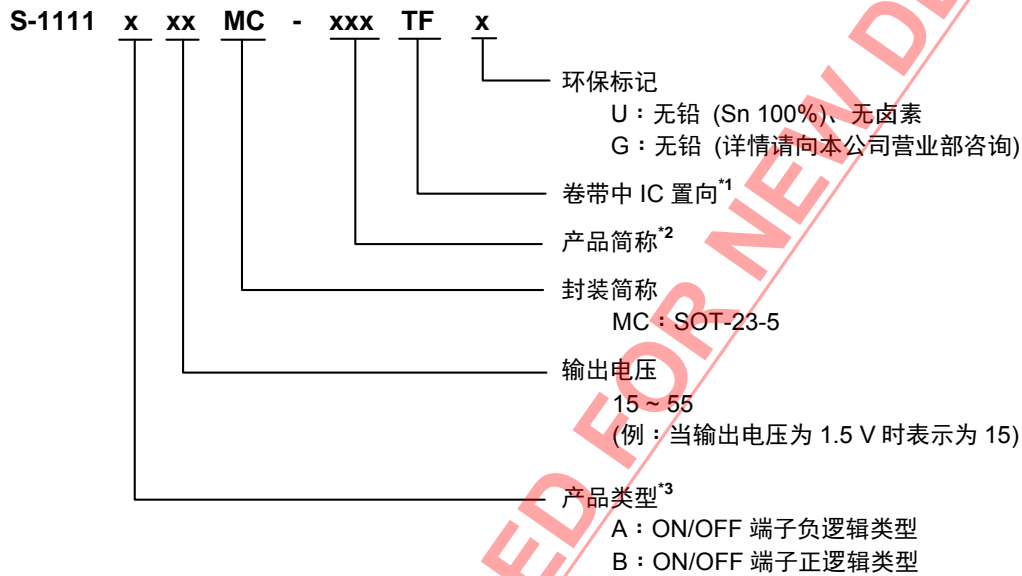 S-1111 x xx MC - xxx TF x
环保标记
U：无铅 (Sn 100%)、无卤素
G：无铅 (详情请向本公司营业部咨询)
卷带中 IC 置向*1
产品简称*2
封装简称
MC：SOT-23-5
输出电压
15 ~ 55
(例：当输出电压为 1.5 V 时表示为 15)
产品类型*3
A：ON/OFF 端子负逻辑类型
B：ON/OFF 端子正逻辑类型
ED FOR NEW DE